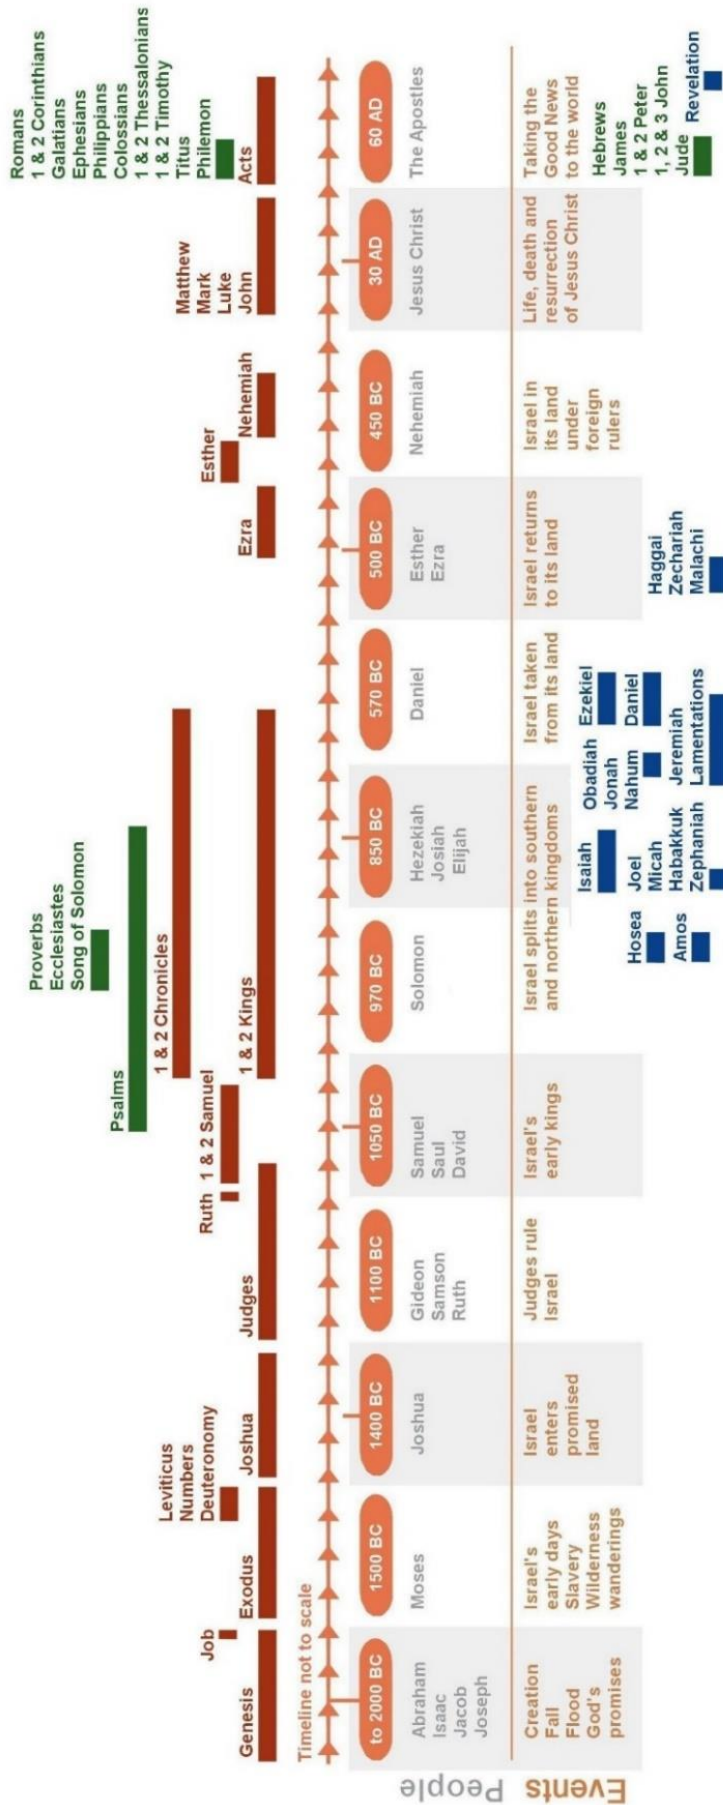 Proverbs
Ecclesiastes
Song of Solomon
Psalms
1 & 2 Chronicles
Romans
1 & 2 Corinthians
Galatians
Ephesians
Philippians
Colossians
1 & 2 Thessalonians
1 & 2 Timothy
Titus
Philemon
Leviticus
Numbers
Deuteronomy
Matthew
Mark
Luke
John
Job
Ruth
1 & 2 Samuel
Esther
Genesis
Exodus
Joshua
Judges
1 & 2 Kings
Ezra
Nehemiah
Acts
Timeline not to scale
to 2000 BC
1500 BC
1400 BC
1100 BC
1050 BC
970 BC
850 BC
570 BC
500 BC
450 BC
30 AD
60 AD
People
Abraham
Isaac
Jacob
Joseph
Moses
Joshua
Gideon
Samson
Ruth
Samuel
Saul
David
Solomon
Hezekiah
Josiah
Elijah
Daniel
Esther
Ezra
Nehemiah
Jesus Christ
The Apostles
Events
Creation
Fall
Flood
God's
promises
Israel's
early days
Slavery
Wilderness
wanderings
Israel
enters
promised
land
Judges rule
Israel
Israel's
early kings
Israel splits into southern
and northern kingdoms
Israel taken
from its land
Israel returns
to its land
Israel in
its land
under
foreign
rulers
Life, death and
resurrection
of Jesus Christ
Taking the
Good News
to the world
Hosea
Amos
Isaiah
Joel
Micah
Habakkuk
Zephaniah
Obadiah
Jonah
Nahum
Ezekiel
Daniel
Jeremiah
Lamentations
Haggai
Zechariah
Malachi
Hebrews
James
1 & 2 Peter
1, 2 & 3 John
Jude
Revelation